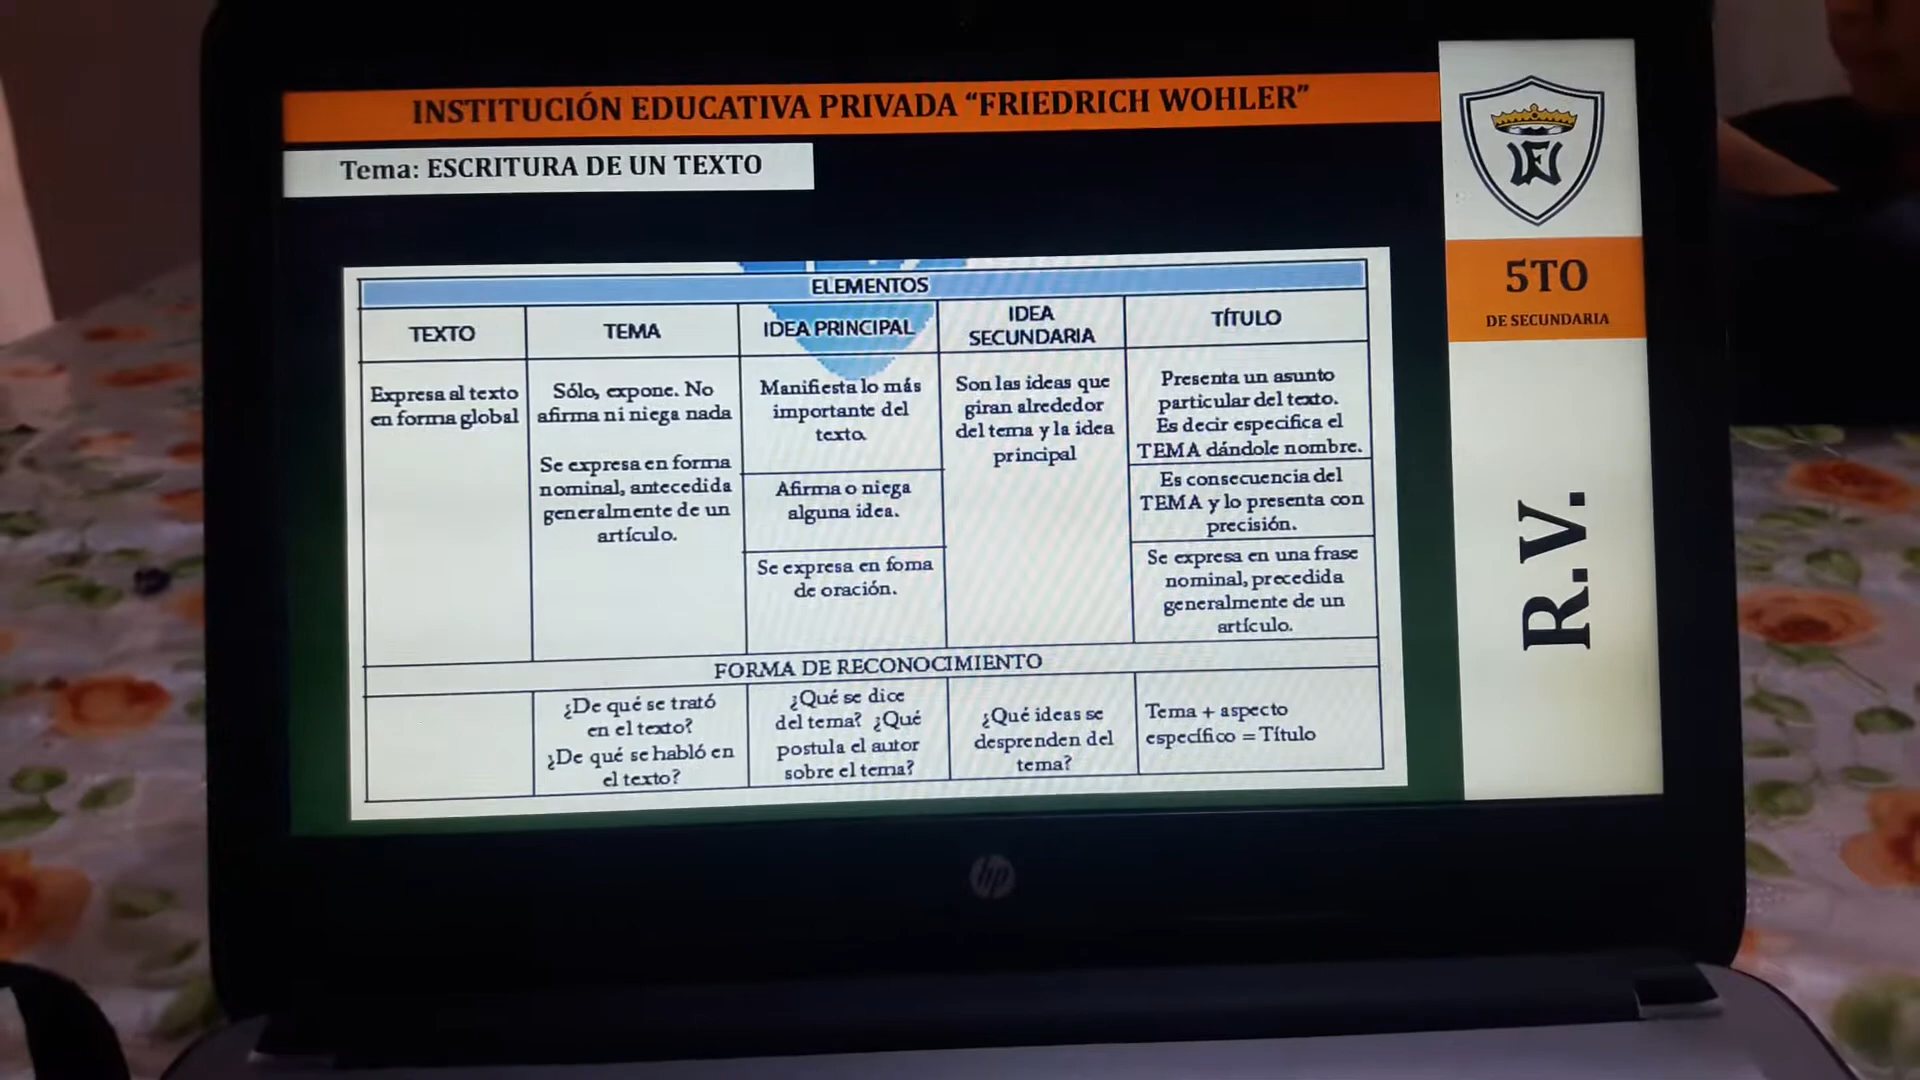 INSTITUCIÓN EDUCATIVA PRIVADA “FRIEDRICH WOHLER”
Tema: ESCRITURA DE UN TEXTO
5TO
DE SECUNDARIA
R.V.
ELEMENTOS
TEXTO
TEMA
IDEA PRINCIPAL
IDEA
SECUNDARIA
TÍTULO
Expresa al texto
en forma global
Sólo, expone. No
afirma ni niega nada
Se expresa en forma
nominal, antecedida
generalmente de un
artículo.
Manifiesta lo más
importante del
texto.
Afirma o niega
alguna idea.
Se expresa en foma
de oración.
Son las ideas que
giran alrededor
del tema y la idea
principal
Presenta un asunto
particular del texto.
Es decir especifica el
TEMA dándole nombre.
Es consecuencia del
TEMA y lo presenta con
precisión.
Se expresa en una frase
nominal, precedida
generalmente de un
artículo.
FORMA DE RECONOCIMIENTO
¿De qué se trató
en el texto?
¿De qué se habló en
el texto?
¿Qué se dice
del tema? ¿Qué
postula el autor
sobre el tema?
¿Qué ideas se
desprenden del
tema?
Tema + aspecto
específico = Título
hp